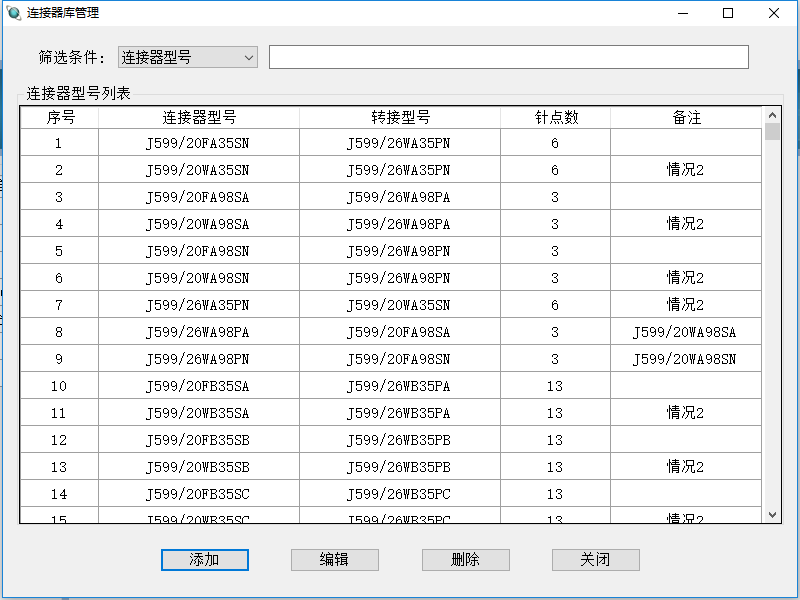 连接器库管理
筛选条件： 连接器型号
连接器型号列表
序号 连接器型号 转接型号 针点数 备注
1 J599/20FA35SN J599/26WA35PN 6
2 J599/20WA35SN J599/26WA35PN 6 情况2
3 J599/20FA98SA J599/26WA98PA 3
4 J599/20WA98SA J599/26WA98PA 3 情况2
5 J599/20FA98SN J599/26WA98PN 3
6 J599/20WA98SN J599/26WA98PN 3 情况2
7 J599/26WA35PN J599/20WA35SN 6 情况2
8 J599/26WA98PA J599/20FA98SA 3 J599/20WA98SA
9 J599/26WA98PN J599/20FA98SN 3 J599/20WA98SN
10 J599/20FB35SA J599/26WB35PA 13
11 J599/20WB35SA J599/26WB35PA 13 情况2
12 J599/20FB35SB J599/26WB35PB 13
13 J599/20WB35SB J599/26WB35PB 13 情况2
14 J599/20FB35SC J599/26WB35PC 13
15 J599/20WB35SC J599/26WB35PC 13 情况2
添加 编辑 删除 关闭